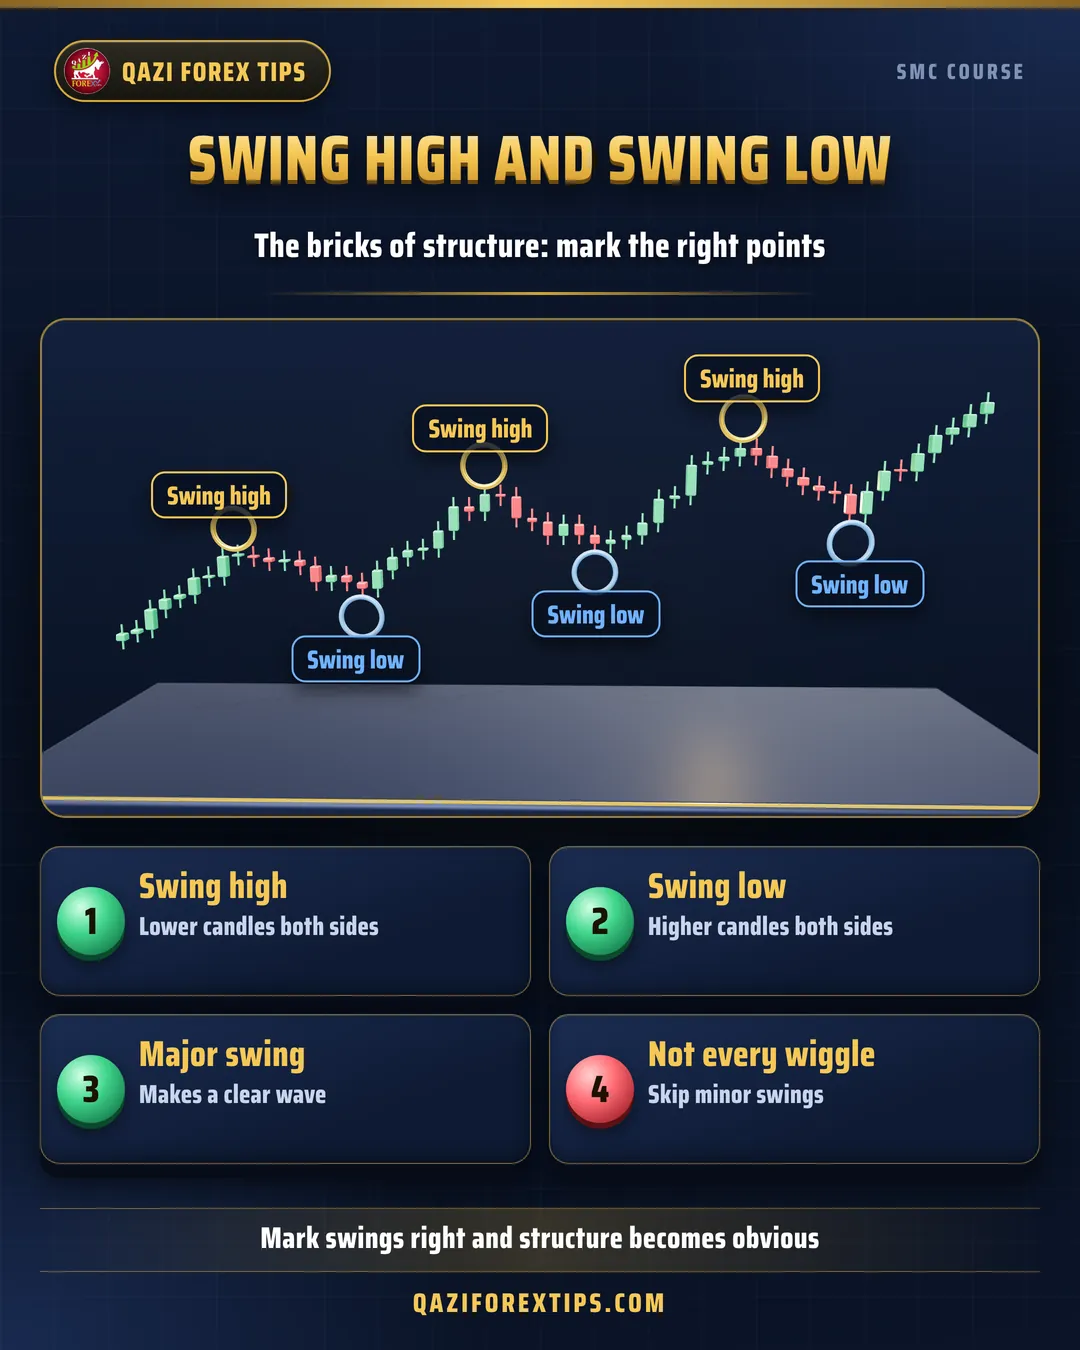 QAZI FOREX TIPS
SMC COURSE
SWING HIGH AND SWING LOW
The bricks of structure: mark the right points
Swing high
Swing high
Swing high
Swing low
Swing low
Swing low
1
Swing high
Lower candles both sides
2
Swing low
Higher candles both sides
3
Major swing
Makes a clear wave
4
Not every wiggle
Skip minor swings
Mark swings right and structure becomes obvious
QAZIFOREXTIPS.COM